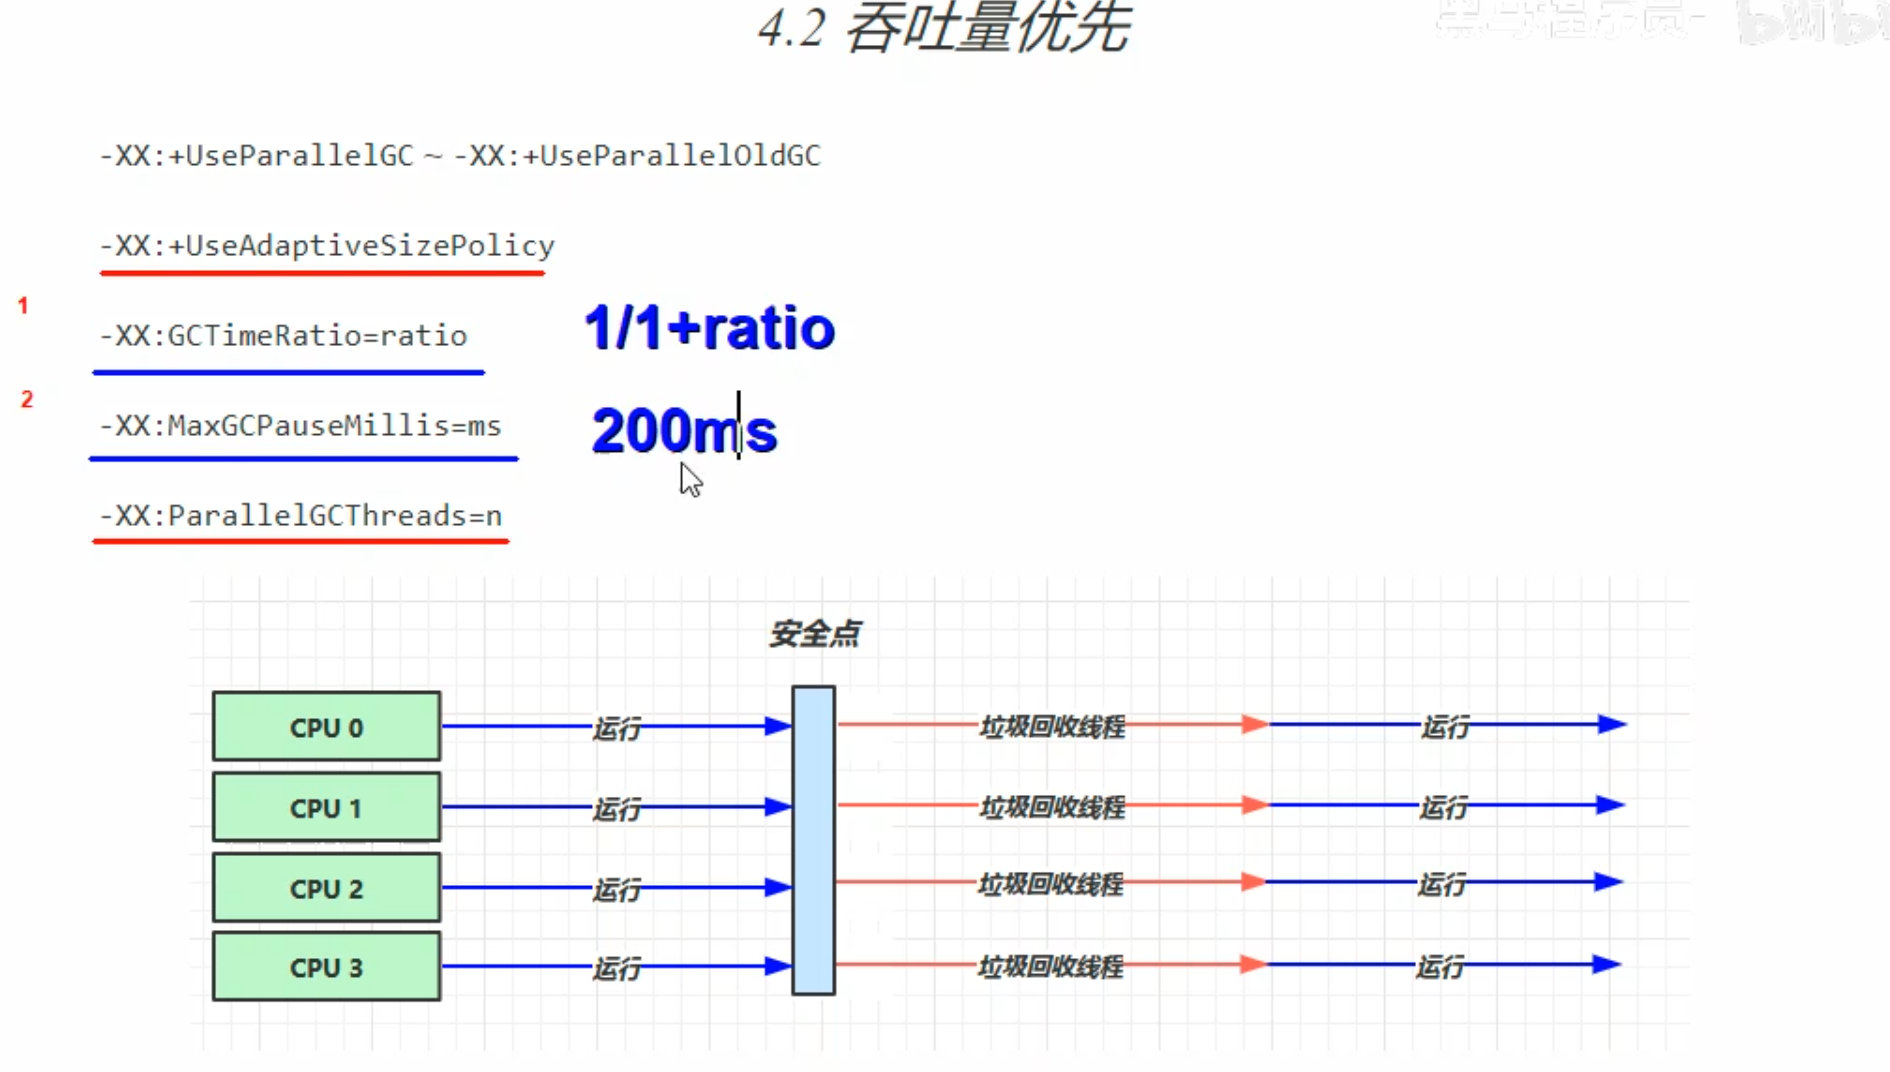 4.2 吞吐量优先
-XX:+UseParallelGC ~ -XX:+UseParallelOldGC
-XX:+UseAdaptiveSizePolicy
1
-XX:GCTimeRatio=ratio 1/1+ratio
2
-XX:MaxGCPauseMillis=ms 200ms
-XX:ParallelGCThreads=n
安全点
CPU 0 运行 垃圾回收线程 运行
CPU 1 运行 垃圾回收线程 运行
CPU 2 运行 垃圾回收线程 运行
CPU 3 运行 垃圾回收线程 运行